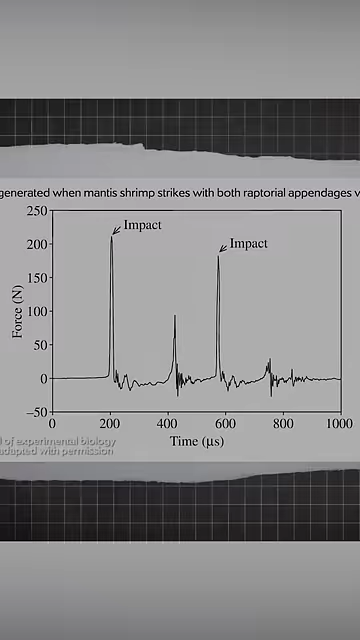 generated when mantis shrimp strikes with both raptorial appendages
250
Impact
200
Impact
150
Force (N)
100
50
0
−50
0 200 400 600 800 1000
Time (μs)
of experimental biology
adapted with permission